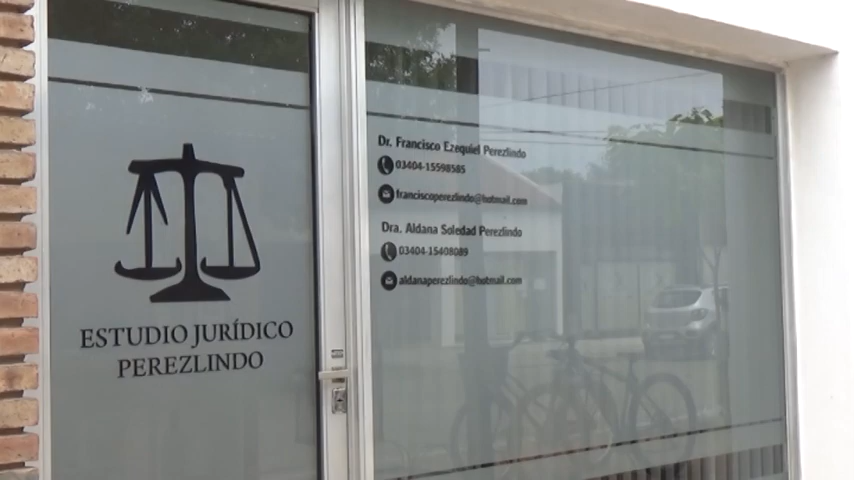 ESTUDIO JURÍDICO
PEREZLINDO
Dr. Francisco Ezequiel Perezlindo
03404-15598585
franciscoperezlindo@hotmail.com
Dra. Aldana Soledad Perezlindo
03404-15408089
aldanaperezlindo@hotmail.com